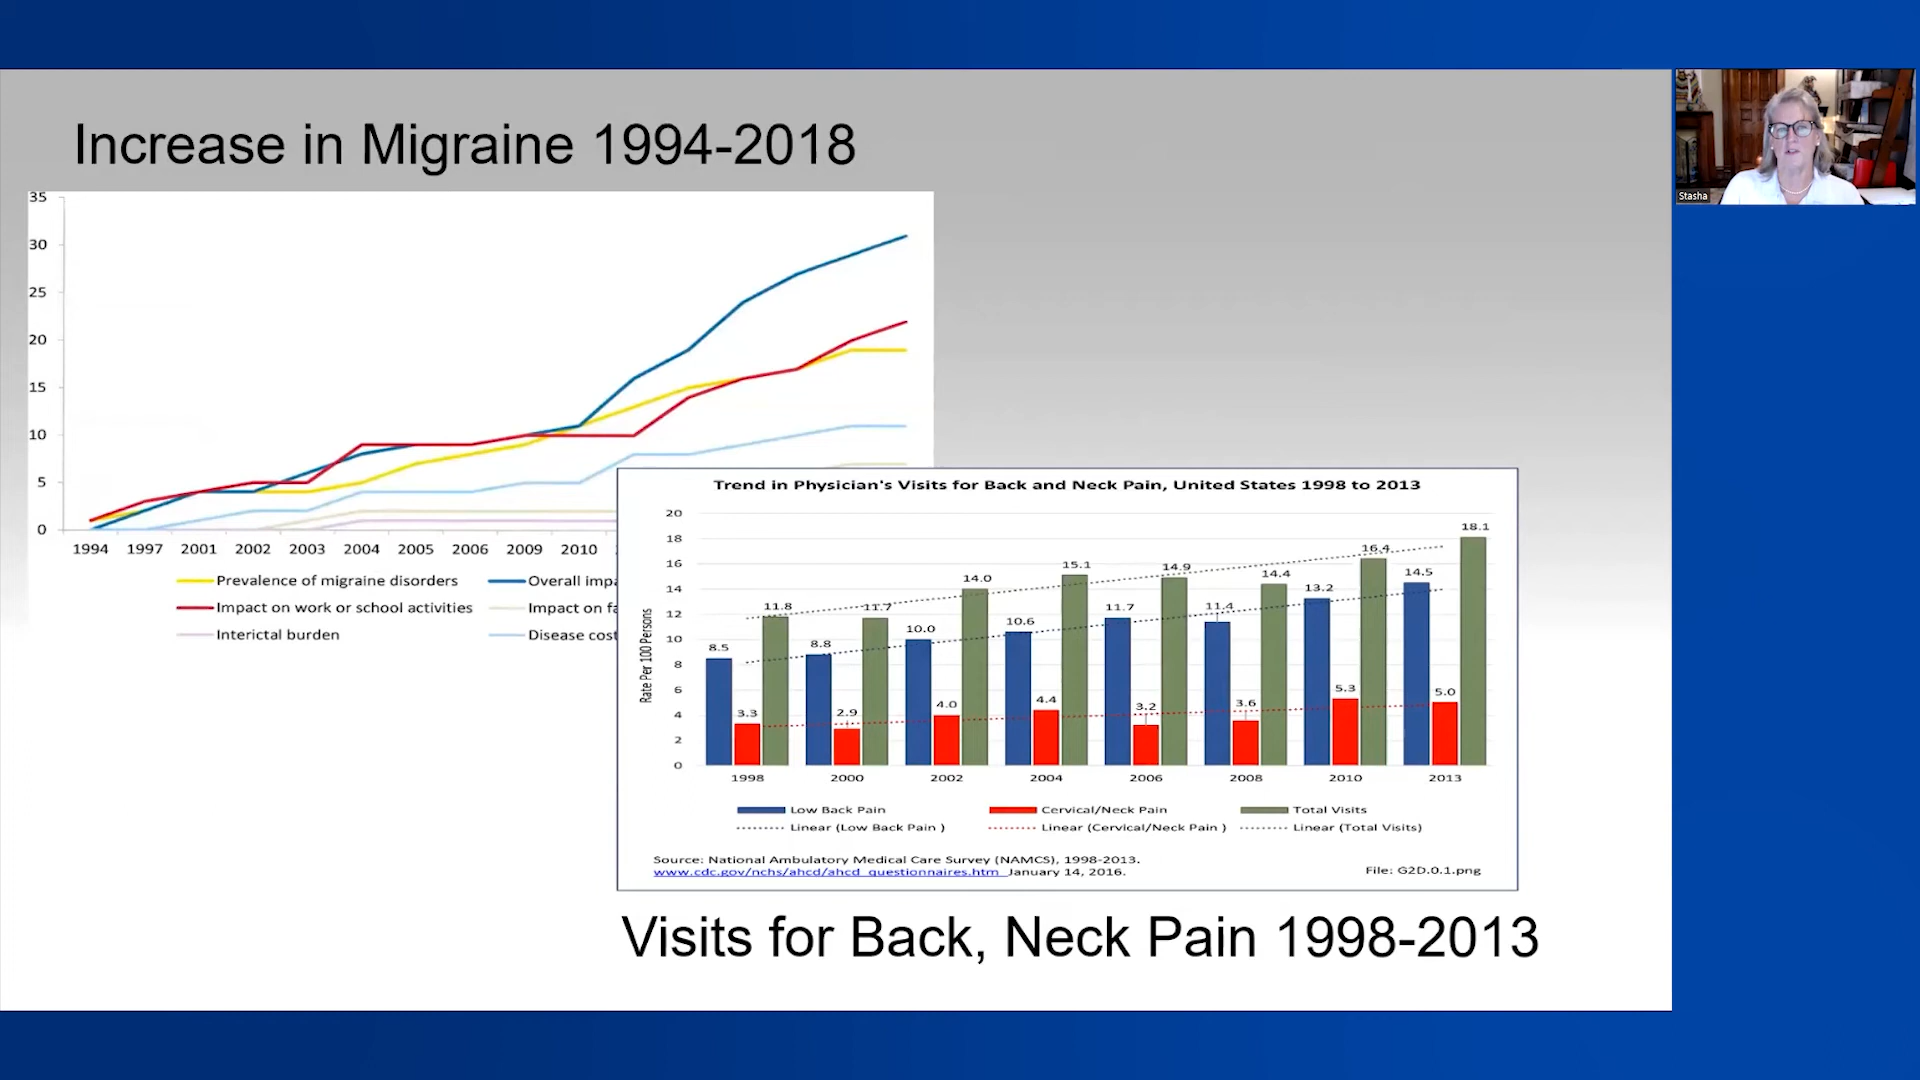 Increase in Migraine 1994-2018
35
30
25
20
15
10
5
0
1994 1997 2001 2002 2003 2004 2005 2006 2009 2010
Prevalence of migraine disorders Overall impa
Impact on work or school activities Impact on fa
Interictal burden Disease cost
Trend in Physician's Visits for Back and Neck Pain, United States 1998 to 2013
Rate Per 100 Persons
20
18
16
14
12
10
8
6
4
2
0
8.5 3.3 11.8
8.8 2.9 11.7
10.0 4.0 14.0
10.6 4.4 15.1
11.7 3.2 14.9
11.4 3.6 14.4
13.2 5.3 16.4
14.5 5.0 18.1
1998 2000 2002 2004 2006 2008 2010 2013
Low Back Pain Cervical/Neck Pain Total Visits
Linear (Low Back Pain ) Linear (Cervical/Neck Pain ) Linear (Total Visits)
Source: National Ambulatory Medical Care Survey (NAMCS), 1998-2013.
www.cdc.gov/nchs/ahcd/ahcd_questionnaires.htm January 14, 2016.
File: G2D.0.1.png
Visits for Back, Neck Pain 1998-2013
Stasha